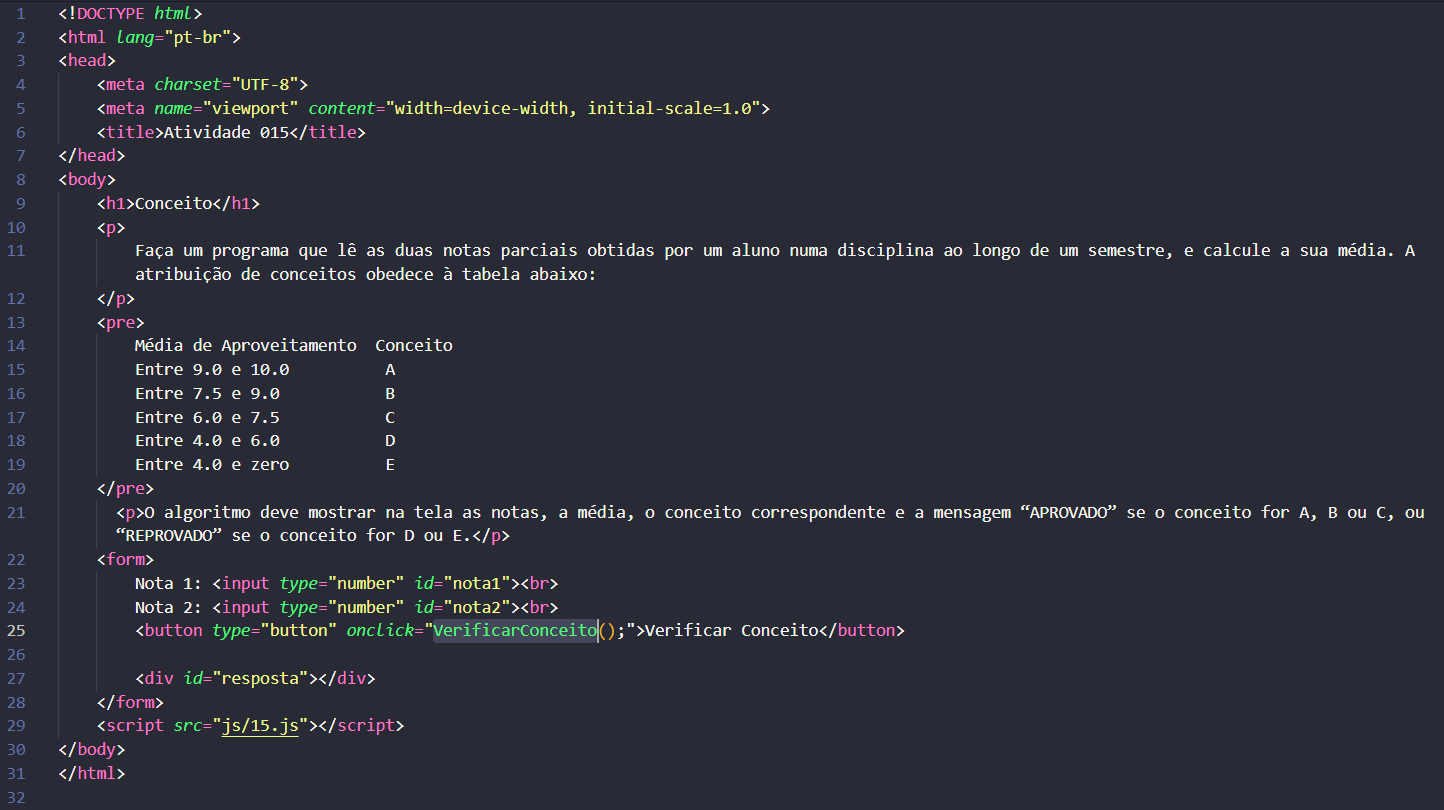 1 <!DOCTYPE html>
2 <html lang="pt-br">
3 <head>
4     <meta charset="UTF-8">
5     <meta name="viewport" content="width=device-width, initial-scale=1.0">
6     <title>Atividade 015</title>
7 </head>
8 <body>
9     <h1>Conceito</h1>
10     <p>
11         Faça um programa que lê as duas notas parciais obtidas por um aluno numa disciplina ao longo de um semestre, e calcule a sua média. A
        atribuição de conceitos obedece à tabela abaixo:
12     </p>
13     <pre>
14         Média de Aproveitamento  Conceito
15         Entre 9.0 e 10.0          A
16         Entre 7.5 e 9.0           B
17         Entre 6.0 e 7.5           C
18         Entre 4.0 e 6.0           D
19         Entre 4.0 e zero          E
20     </pre>
21       <p>O algoritmo deve mostrar na tela as notas, a média, o conceito correspondente e a mensagem “APROVADO” se o conceito for A, B ou C, ou
      “REPROVADO” se o conceito for D ou E.</p>
22     <form>
23         Nota 1: <input type="number" id="nota1"><br>
24         Nota 2: <input type="number" id="nota2"><br>
25         <button type="button" onclick="VerificarConceito();">Verificar Conceito</button>
26
27         <div id="resposta"></div>
28     </form>
29     <script src="js/15.js"></script>
30 </body>
31 </html>
32